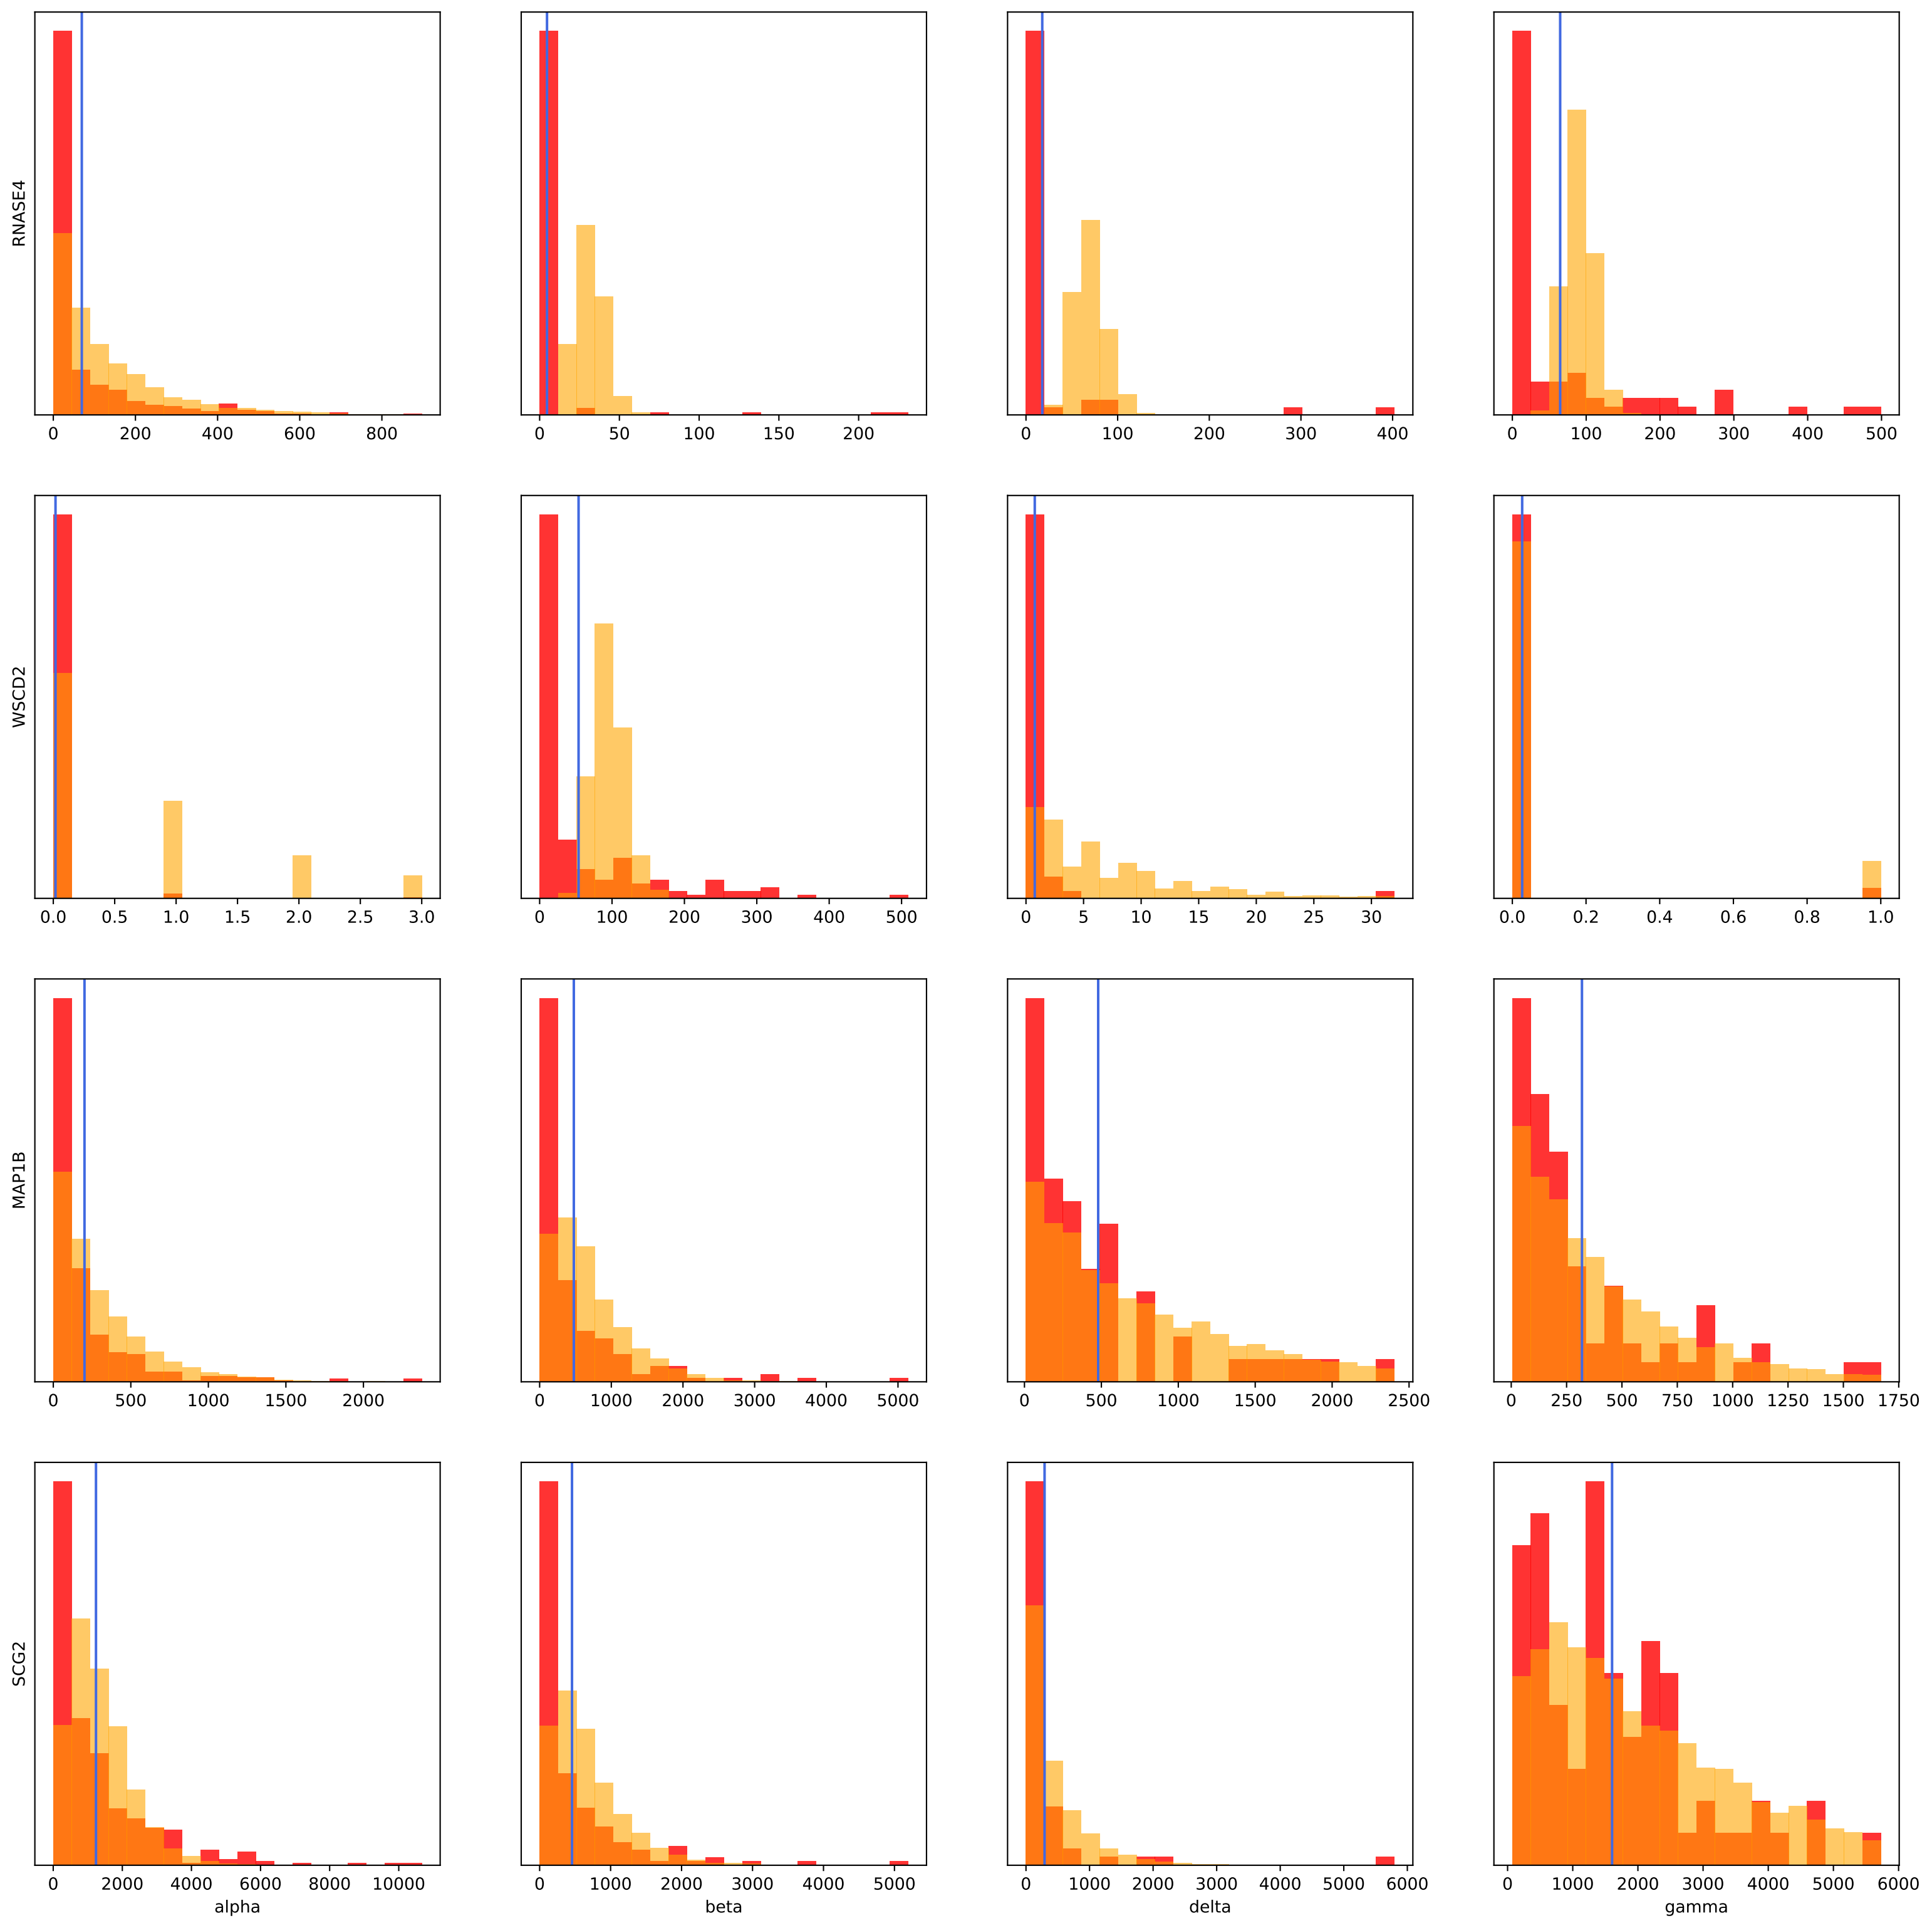 RNASE4
0 200 400 600 800
0 50 100 150 200
0 100 200 300 400
0 100 200 300 400 500
WSCD2
0.0 0.5 1.0 1.5 2.0 2.5 3.0
0 100 200 300 400 500
0 5 10 15 20 25 30
0.0 0.2 0.4 0.6 0.8 1.0
MAP1B
0 500 1000 1500 2000
0 1000 2000 3000 4000 5000
0 500 1000 1500 2000 2500
0 250 500 750 1000 1250 1500 1750
SCG2
0 2000 4000 6000 8000 10000
0 1000 2000 3000 4000 5000
0 1000 2000 3000 4000 5000 6000
0 1000 2000 3000 4000 5000 6000
alpha
beta
delta
gamma